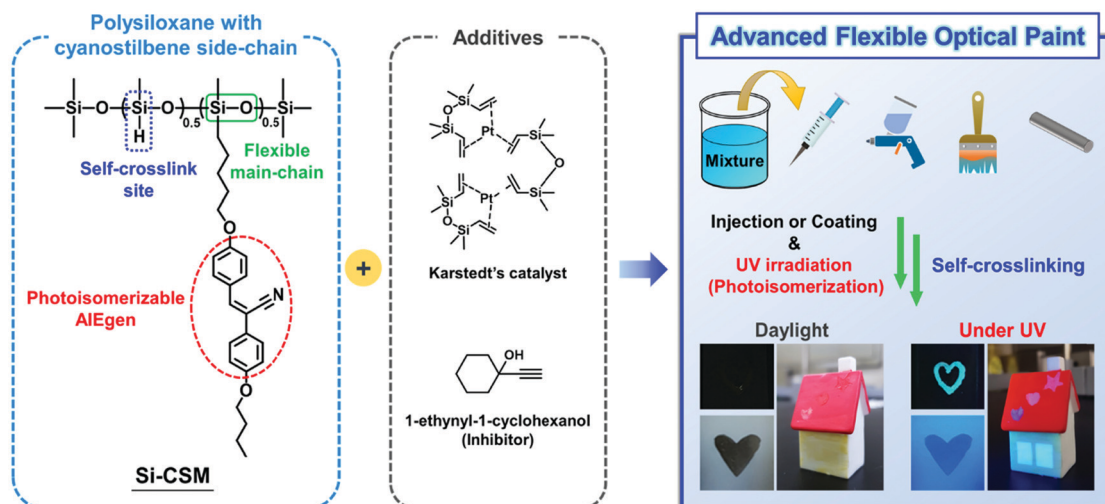 Polysiloxane with
cyanostilbene side-chain
Si
O
Si
O
Si
O
Si
0.5
0.5
H
Self-crosslink
site
Flexible
main-chain
O
Photoisomerizable
AIEgen
N
O
Si-CSM
+
Additives
Si
O
Si
Pt
Si
O
Si
Pt
Si
O
Si
Karstedt's catalyst
OH
1-ethynyl-1-cyclohexanol
(Inhibitor)
Advanced Flexible Optical Paint
Mixture
Injection or Coating
&
UV irradiation
(Photoisomerization)
Self-crosslinking
Daylight
Under UV